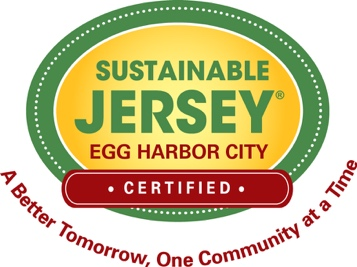 SUSTAINABLE
JERSEY®
EGG HARBOR CITY
• CERTIFIED •
A Better Tomorrow, One Community at a Time